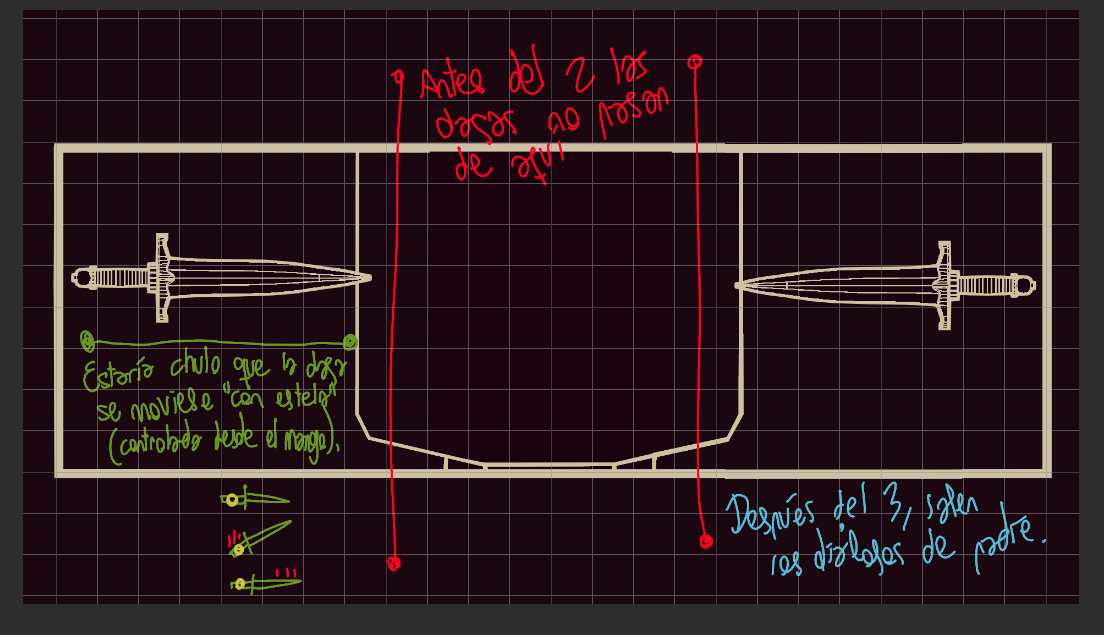 Antes del 2 las
dagas no pasan
de aquí
Estaría chulo que la daga
se moviese "con estela"
(controlada desde el mango).
Después del 3, salen
los diálogos de padre.